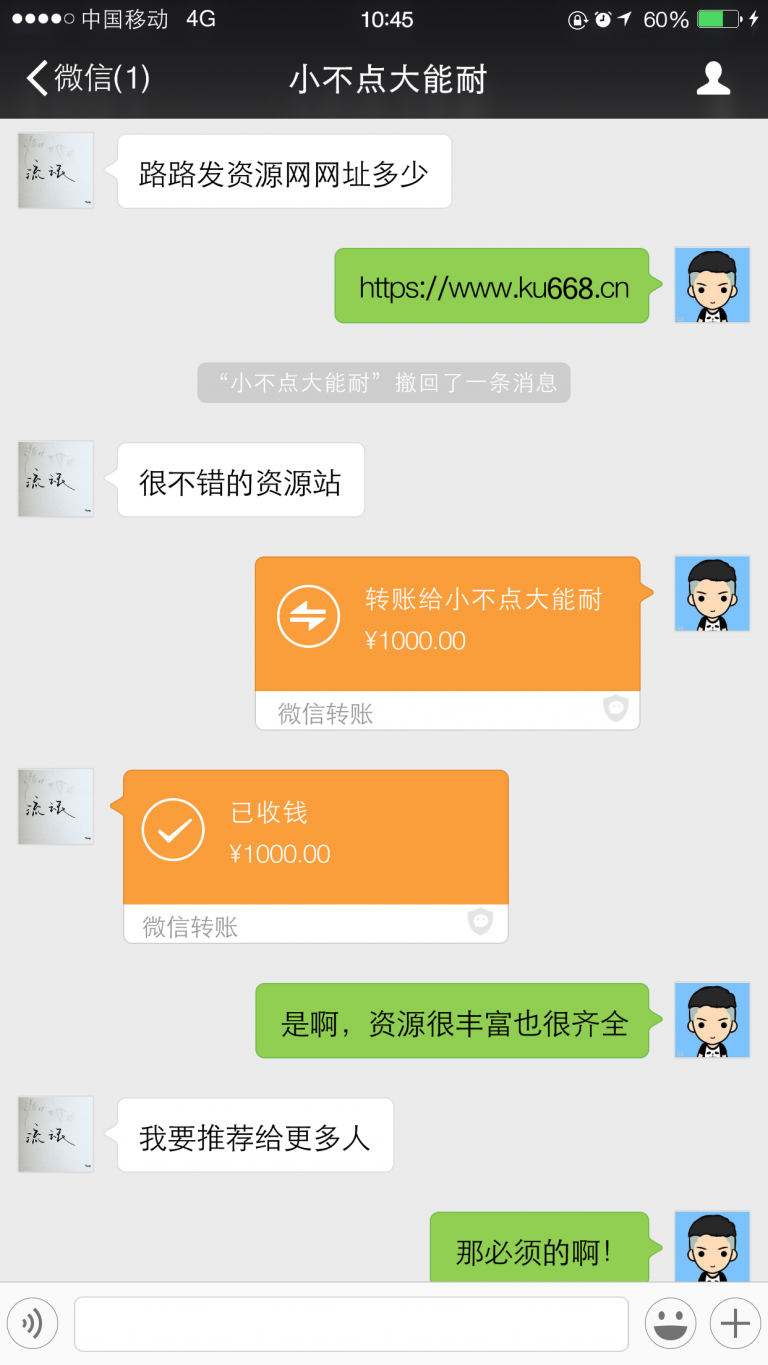 中国移动 4G 10:45 60%
微信(1) 小不点大能耐
路路发资源网网址多少
https://www.ku668.cn
“小不点大能耐”撤回了一条消息
很不错的资源站
转账给小不点大能耐
¥1000.00
微信转账
已收钱
¥1000.00
微信转账
是啊，资源很丰富也很齐全
我要推荐给更多人
那必须的啊！